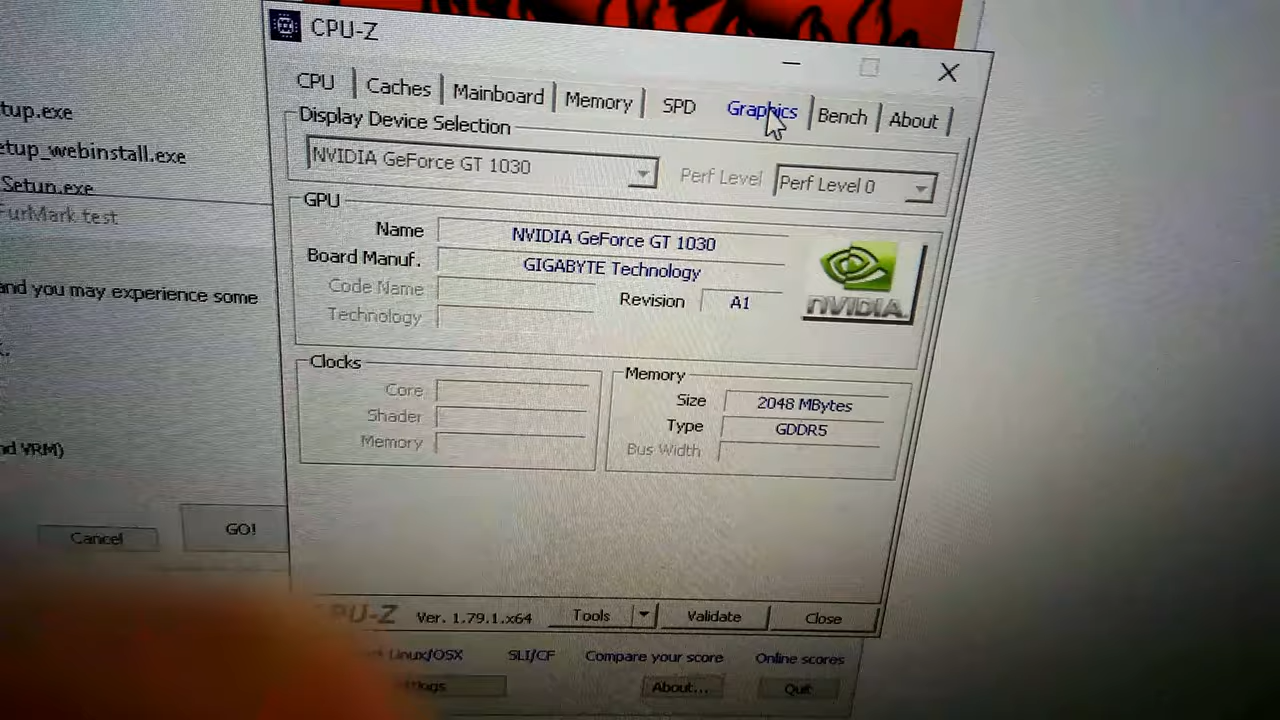 CPU-Z
CPU Caches Mainboard Memory SPD Graphics Bench About
Display Device Selection
NVIDIA GeForce GT 1030 Perf Level Perf Level 0
GPU
Name NVIDIA GeForce GT 1030
Board Manuf. GIGABYTE Technology
Code Name Revision A1
Technology
NVIDIA
Clocks
Core
Shader
Memory
Memory
Size 2048 MBytes
Type GDDR5
Bus Width
PU-Z Ver. 1.79.1.x64 Tools Validate Close
tup.exe
etup_webinstall.exe
Setup.exe
FurMark test
and you may experience some
nd VRM)
Cancel GO!
Linux/OSX SLI/CF Compare your score Online scores
About... Quit